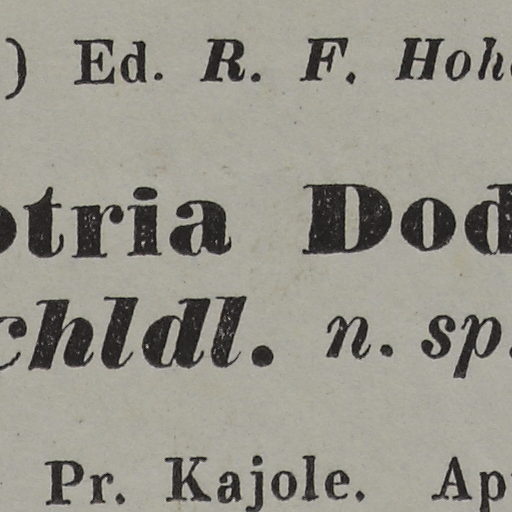 ) Ed. R. F. Hoh
otria Dod
chldl. n. sp.
Pr. Kajole. Ap